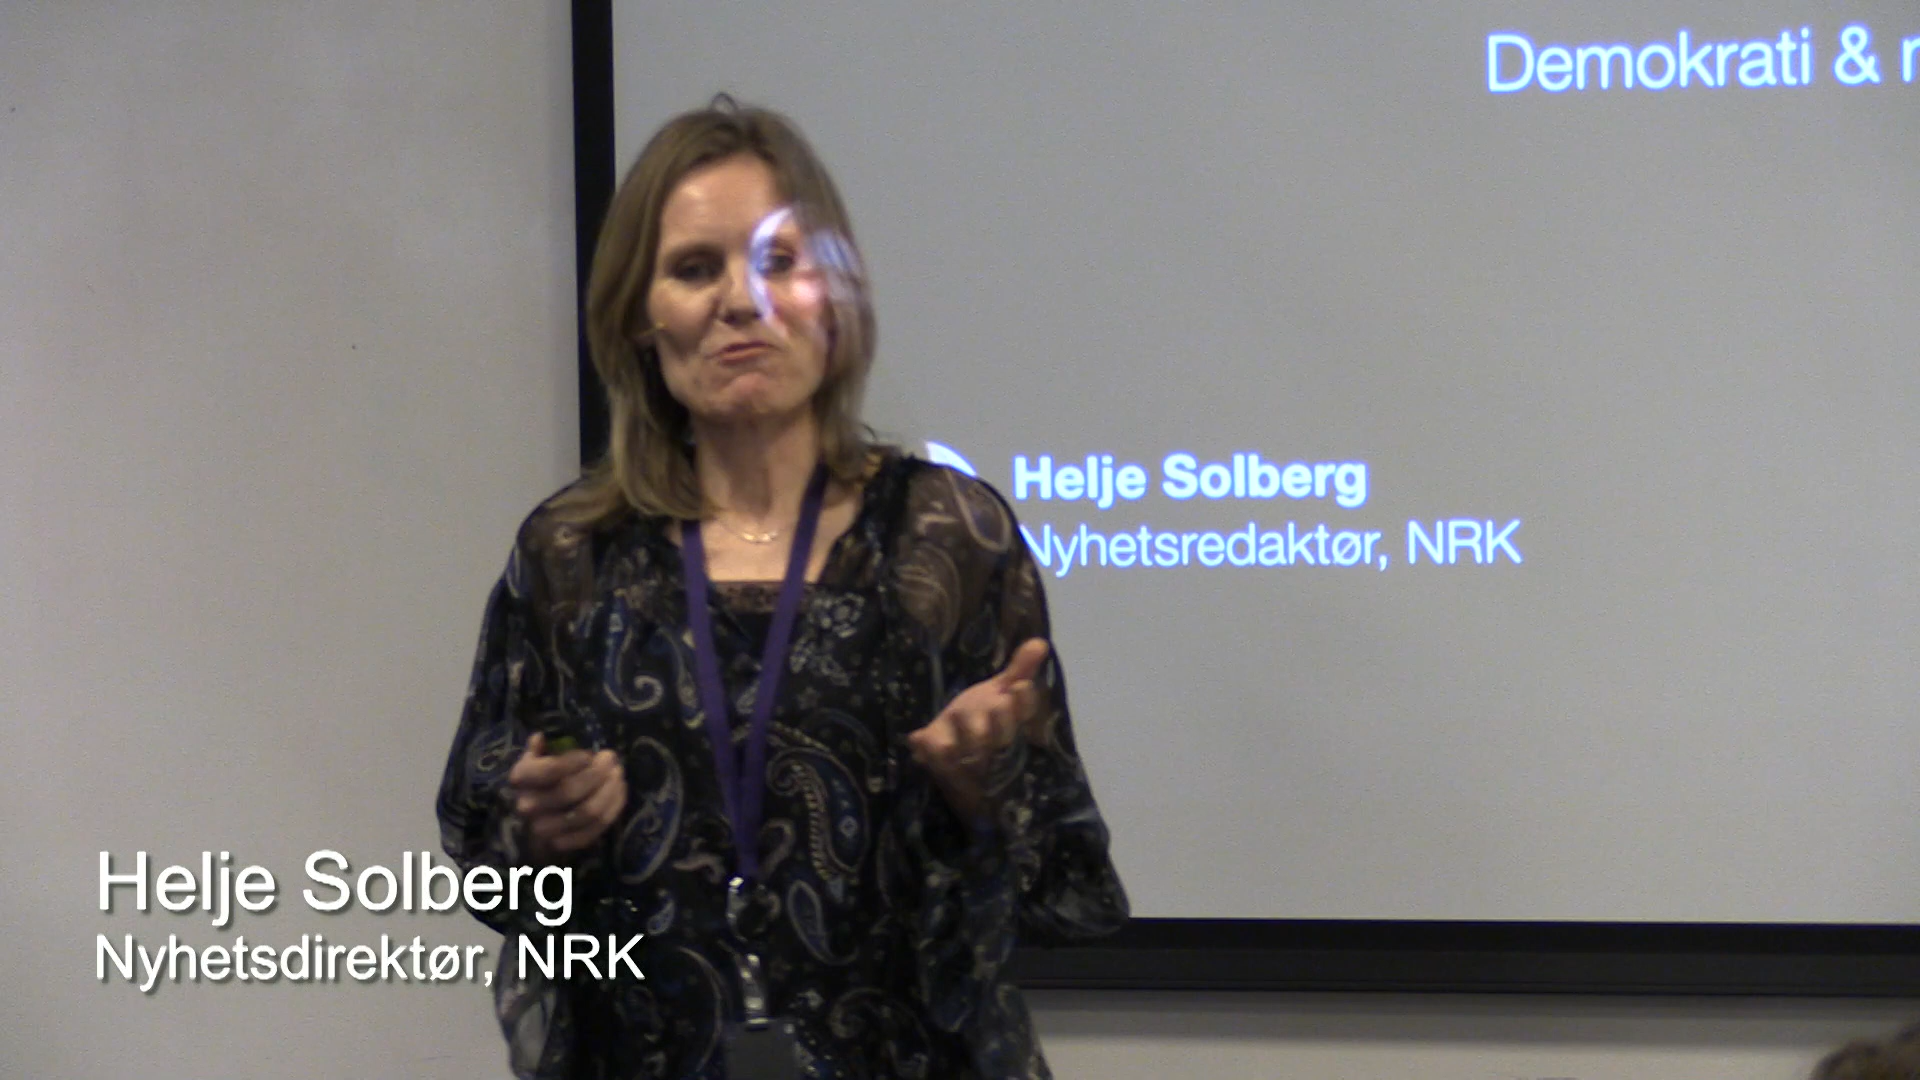 Demokrati &
Helje Solberg
Nyhetsredaktør, NRK
Helje Solberg
Nyhetsdirektør, NRK